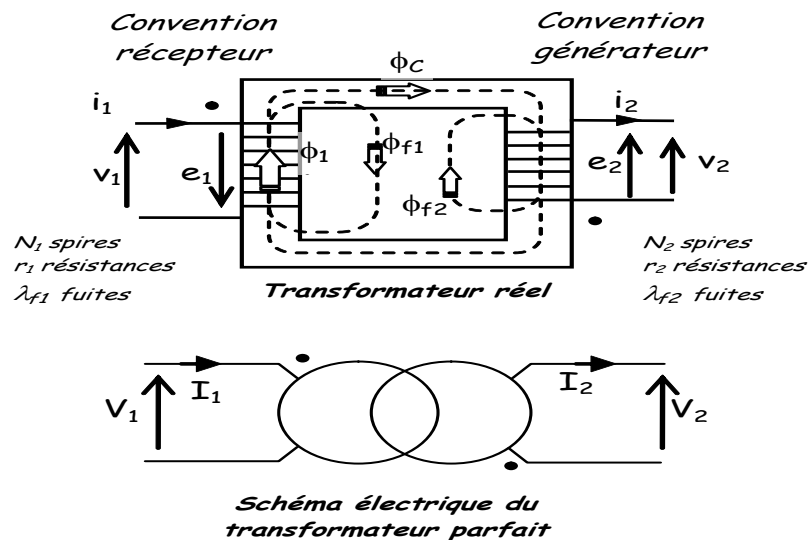 Convention
récepteur
Convention
générateur
ϕC
i1
i2
v1
e1
ϕ1
ϕf1
ϕf2
e2
v2
N1 spires
r1 résistances
λf1 fuites
N2 spires
r2 résistances
λf2 fuites
Transformateur réel
V1
I1
I2
V2
Schéma électrique du
transformateur parfait